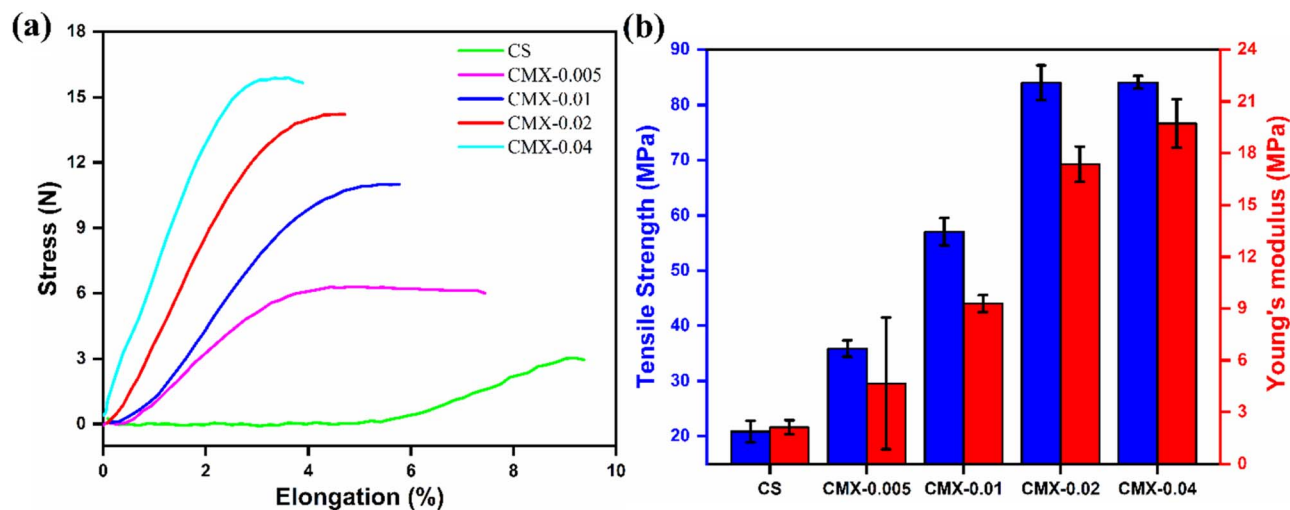 (a)
18
15
12
9
6
3
0
0 2 4 6 8 10
Stress (N)
Elongation (%)
CS
CMX-0.005
CMX-0.01
CMX-0.02
CMX-0.04
(b)
90
80
70
60
50
40
30
20
Tensile Strength (MPa)
CS CMX-0.005 CMX-0.01 CMX-0.02 CMX-0.04
24
21
18
15
12
9
6
3
0
Young's modulus (MPa)